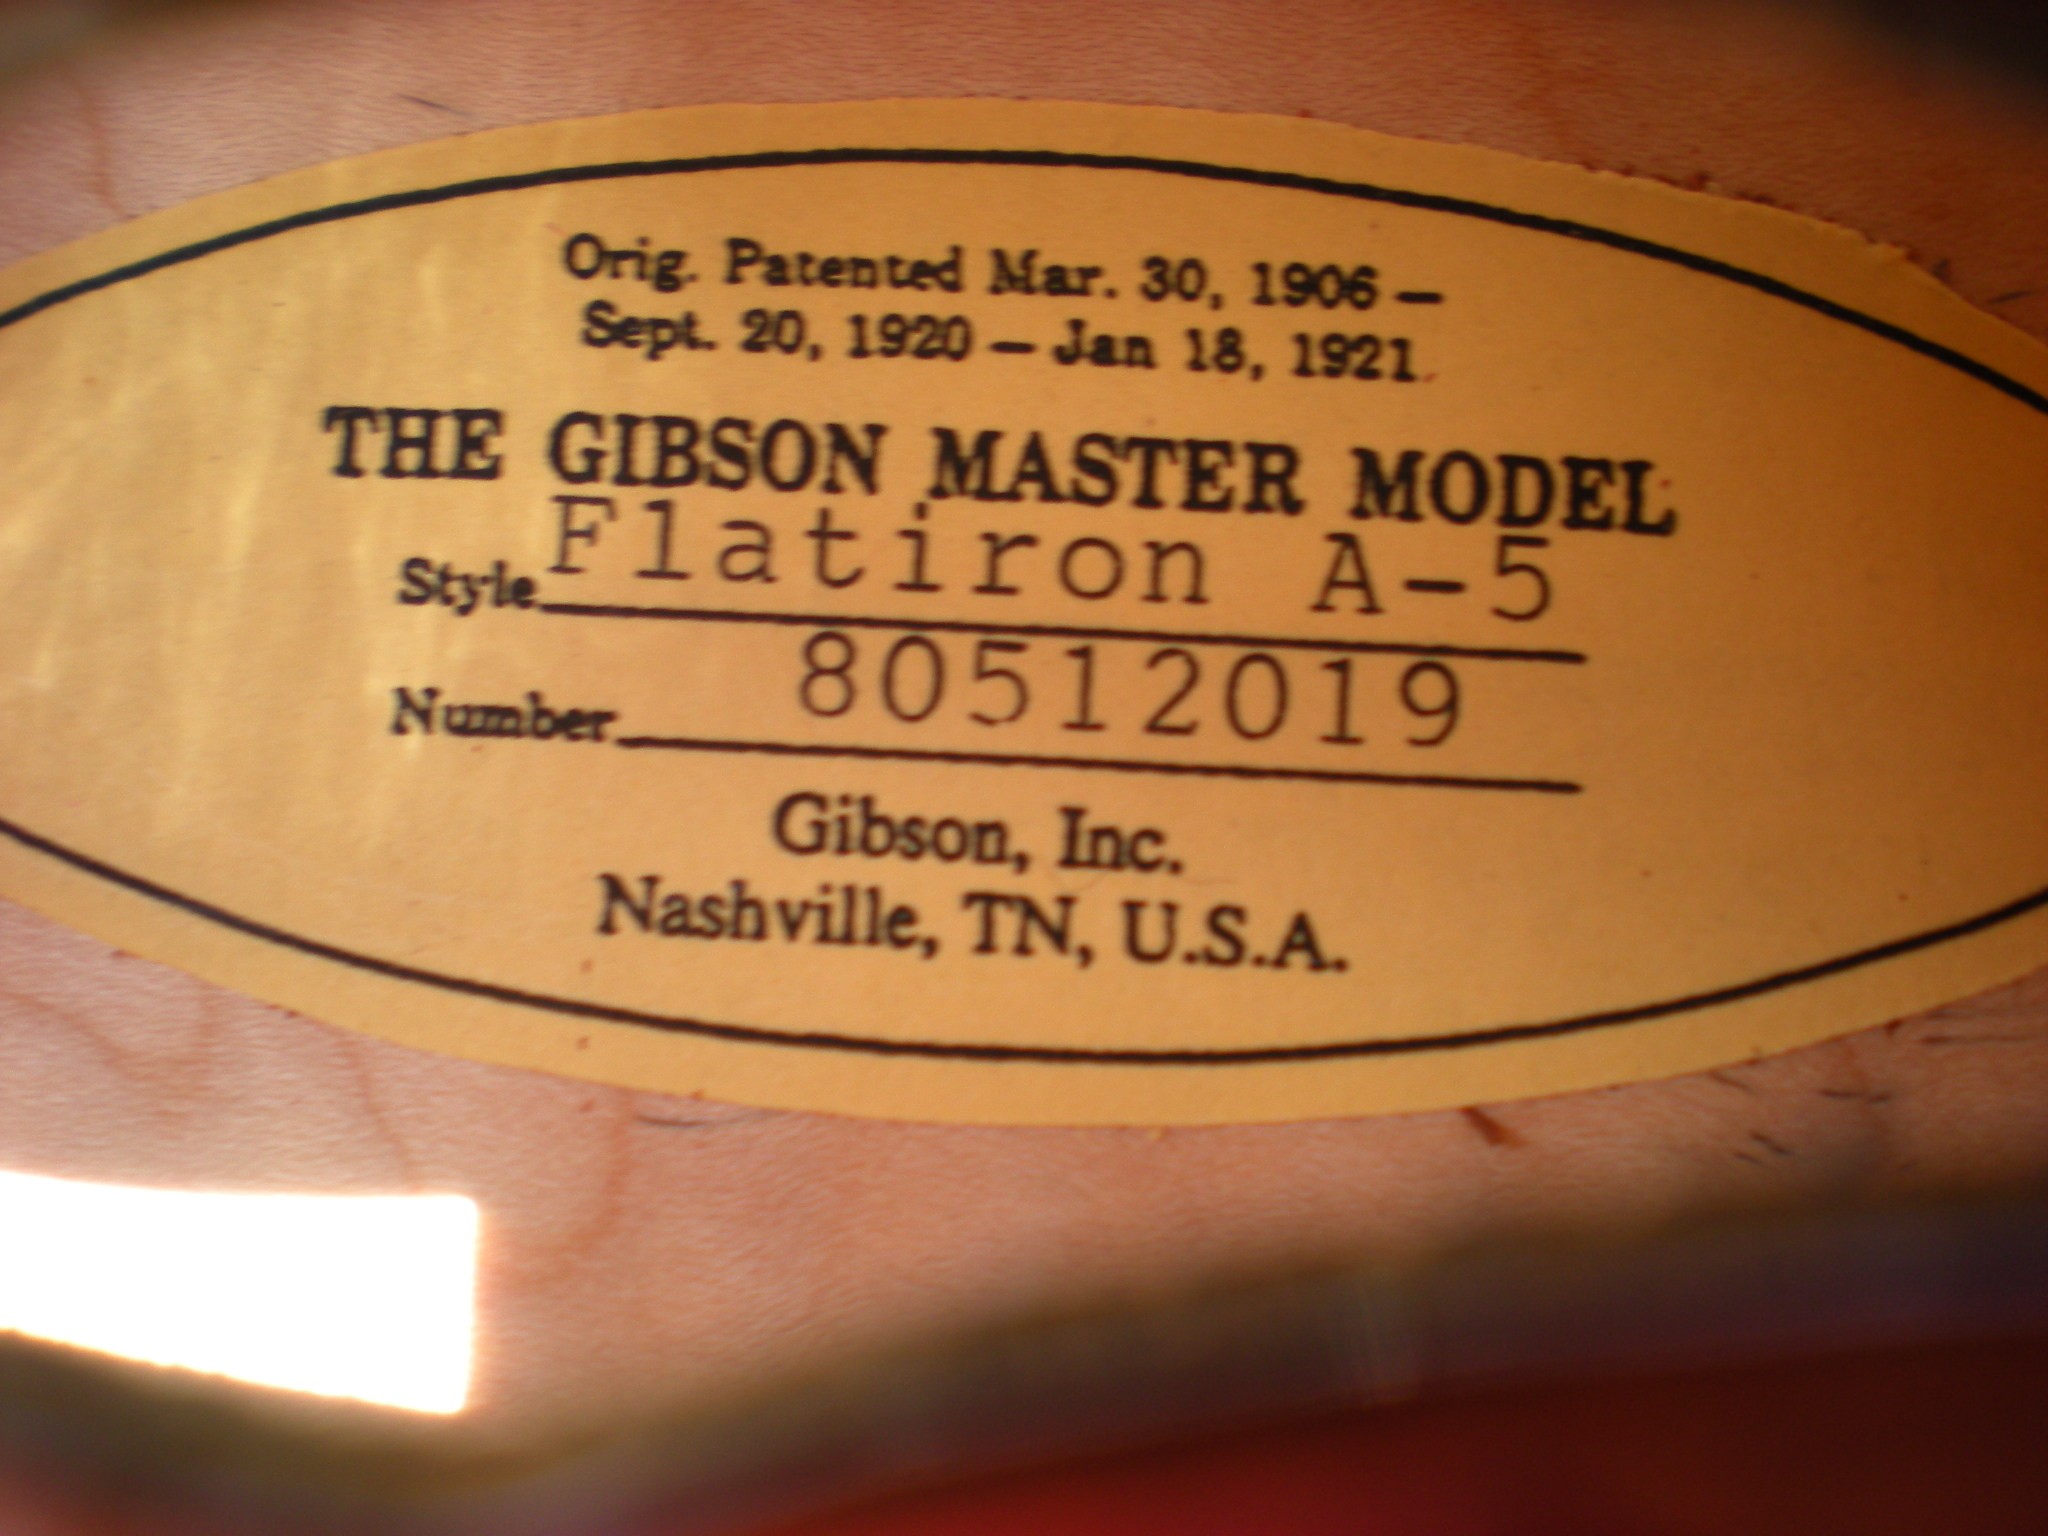 Orig. Patented Mar. 30, 1906 —
Sept. 20, 1920 — Jan 18, 1921.
THE GIBSON MASTER MODEL
Style Flatiron A-5
Number 80512019
Gibson, Inc.
Nashville, TN, U.S.A.